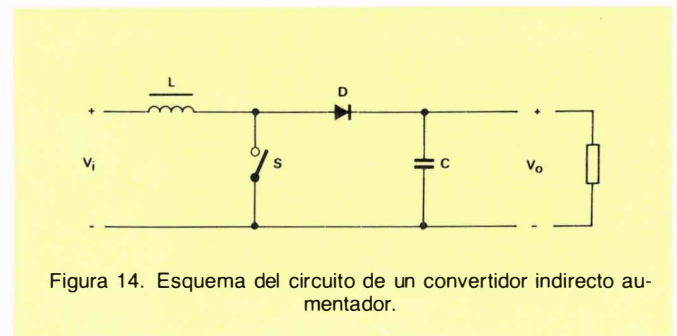 L
D
+
+
Vi
S
C
Vo
-
-
Figura 14. Esquema del circuito de un convertidor indirecto au-
mentador.